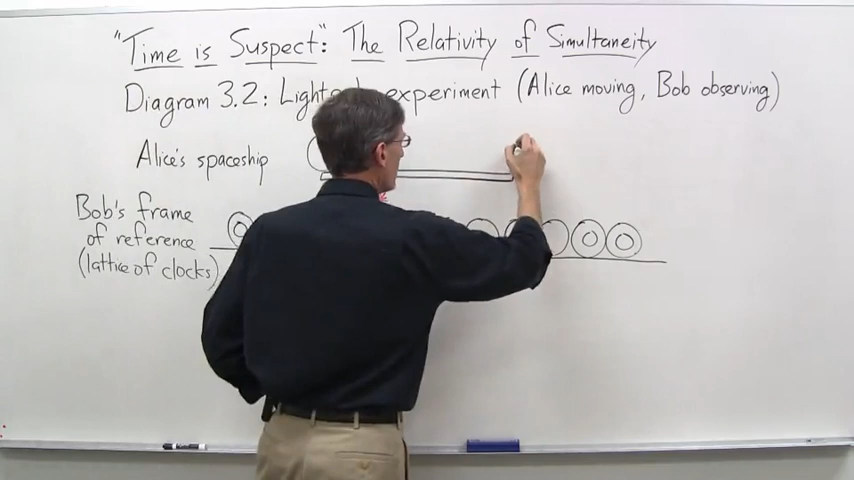 "Time is Suspect": The Relativity of Simultaneity
Diagram 3.2: Light experiment (Alice moving, Bob observing)
Alice's spaceship
Bob's frame
of reference
(lattice of clocks)